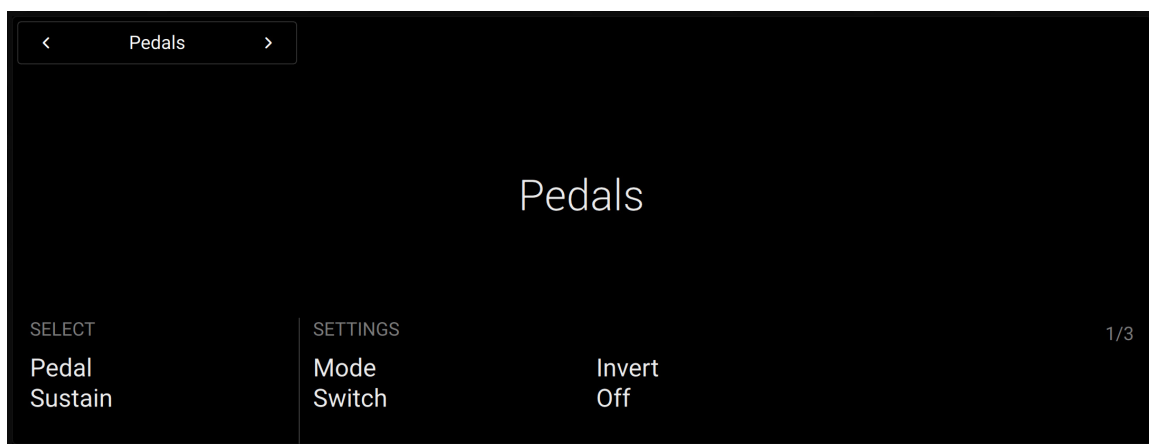 Pedals
Pedals
SELECT
SETTINGS
1/3
Pedal
Mode
Invert
Sustain
Switch
Off